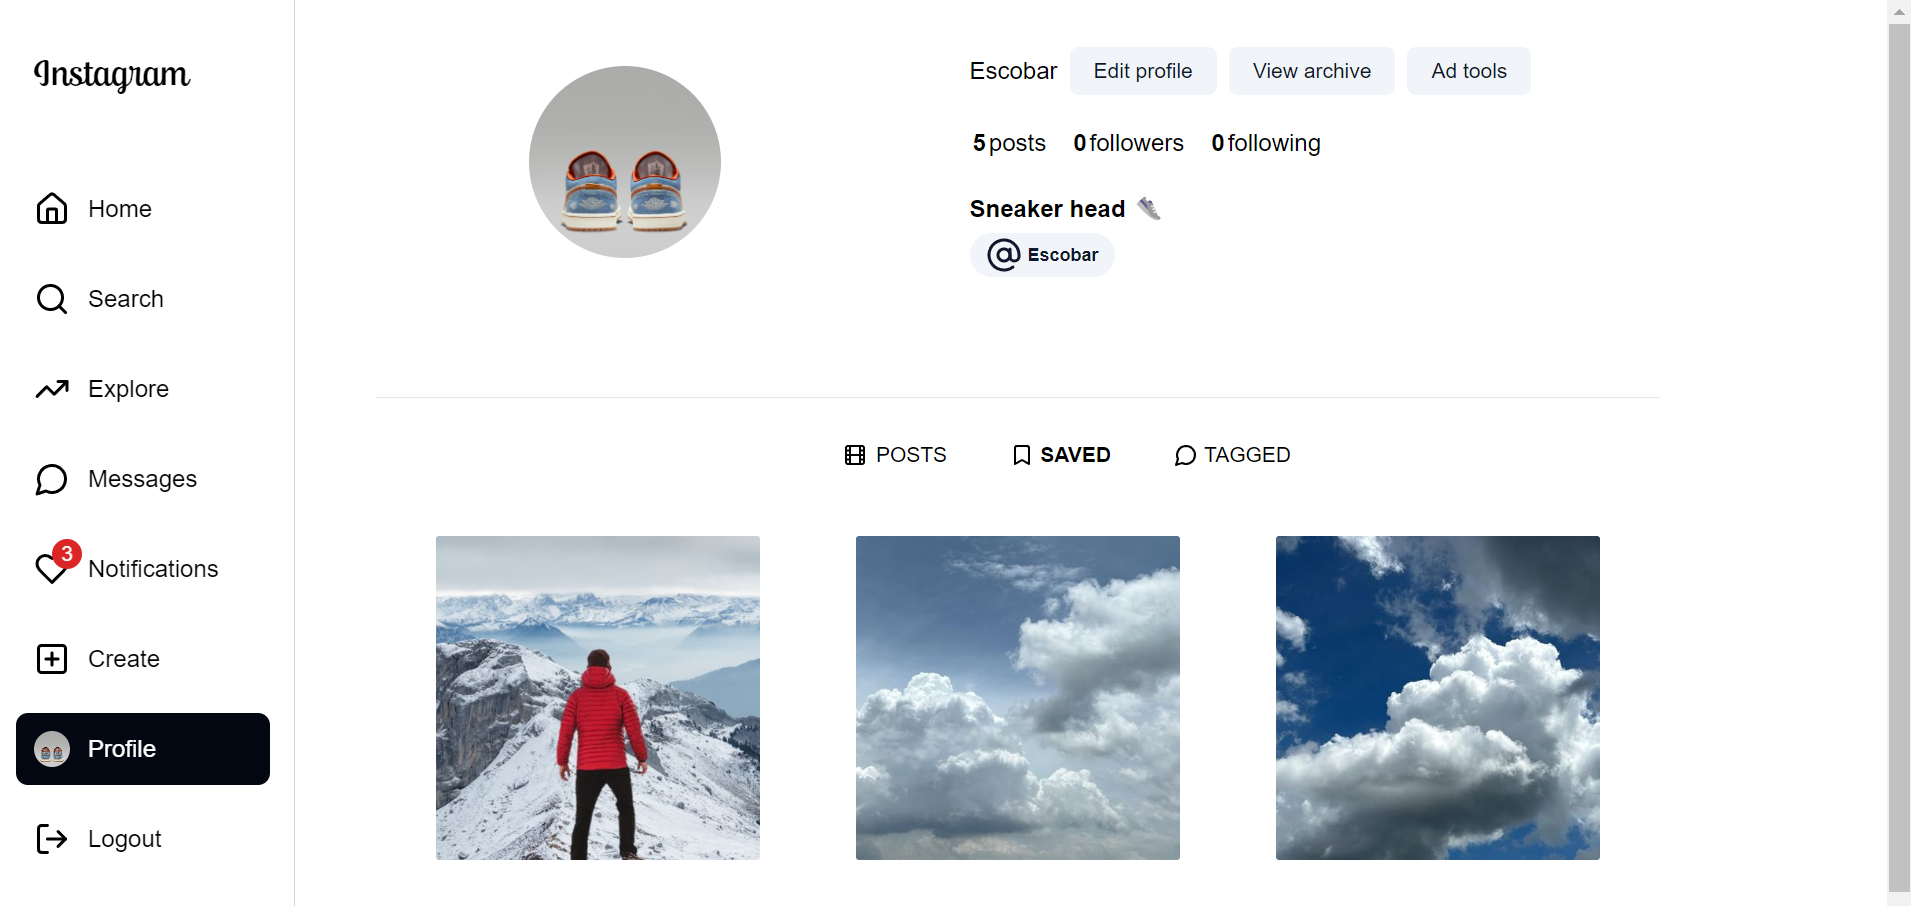 Instagram
Home
Search
Explore
Messages
3
Notifications
Create
Profile
Logout
Escobar Edit profile View archive Ad tools
5 posts 0 followers 0 following
Sneaker head
@ Escobar
POSTS SAVED TAGGED